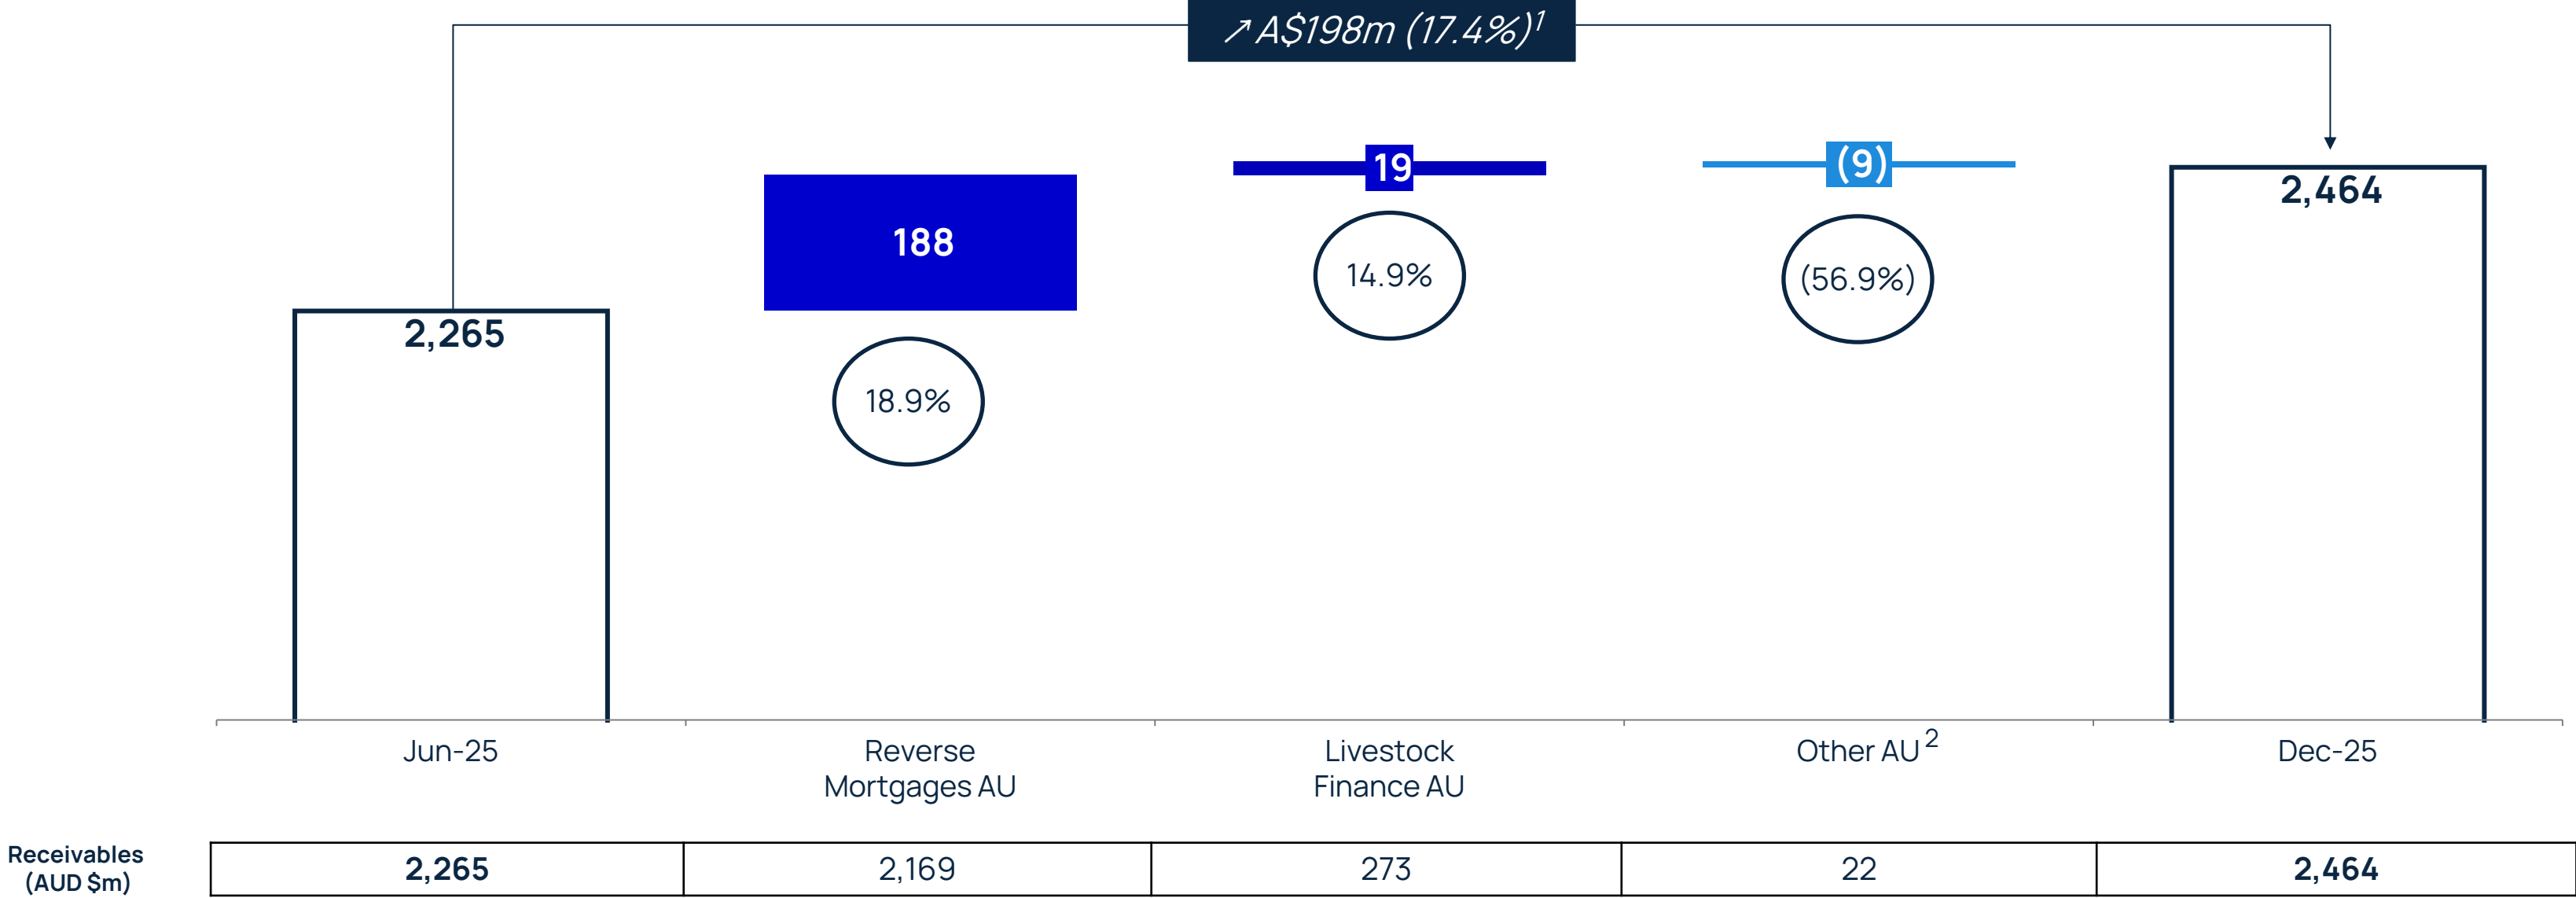 ↗ A$198m (17.4%)¹
2,265
188
18.9%
19
14.9%
(9)
(56.9%)
2,464
Jun-25
Reverse
Mortgages AU
Livestock
Finance AU
Other AU ²
Dec-25
Receivables
(AUD $m)
2,265 2,169 273 22 2,464